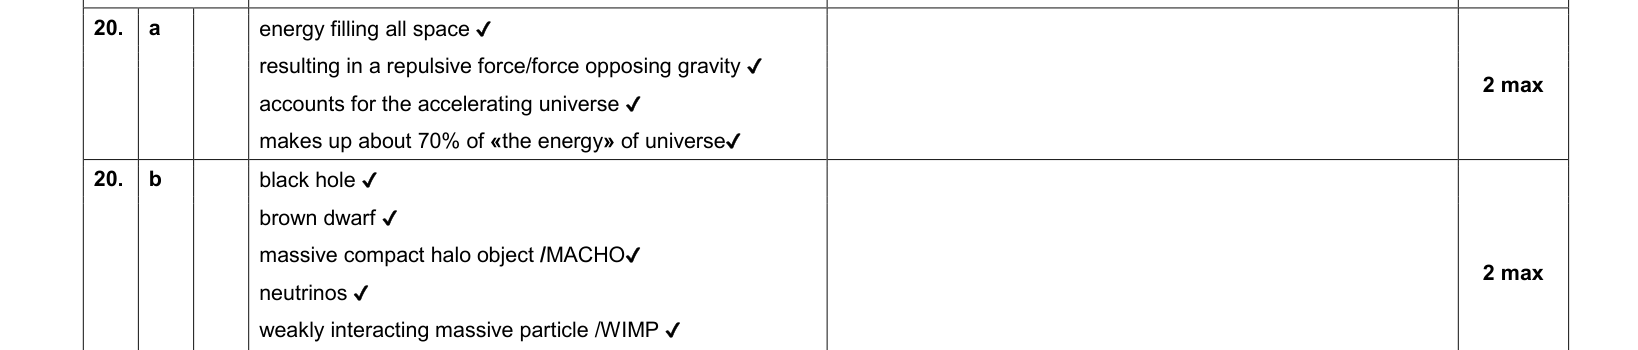 20. a energy filling all space ✓
resulting in a repulsive force/force opposing gravity ✓
accounts for the accelerating universe ✓
makes up about 70% of «the energy» of universe✓
2 max
20. b black hole ✓
brown dwarf ✓
massive compact halo object /MACHO✓
neutrinos ✓
weakly interacting massive particle /WIMP ✓
2 max